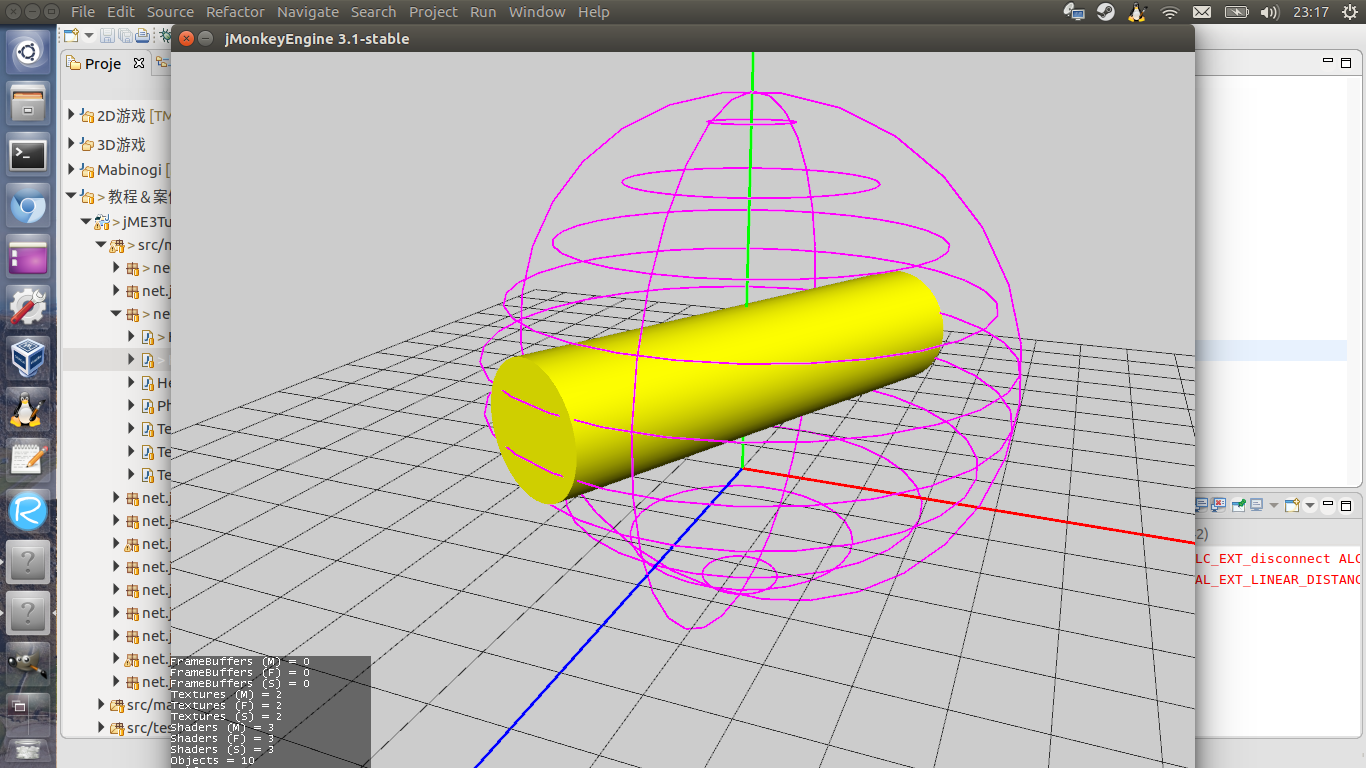 File Edit Source Refactor Navigate Search Project Run Window Help
23:17
jMonkeyEngine 3.1-stable
Proje
2D游戏 [TM
3D游戏
Mabinogi [
> 教程＆案
> jME3Tu
> src/m
> ne
net.j
> ne
>
He
Ph
Te
Te
Te
net.j
net.j
net.j
net.j
net.j
net.j
net.j
net.j
net.j
src/ma
src/te
2)
LC_EXT_disconnect ALC
AL_EXT_LINEAR_DISTANC
FrameBuffers (M) = 0
FrameBuffers (F) = 0
FrameBuffers (S) = 0
Textures (M) = 2
Textures (F) = 2
Textures (S) = 2
Shaders (M) = 3
Shaders (F) = 3
Shaders (S) = 3
Objects = 10